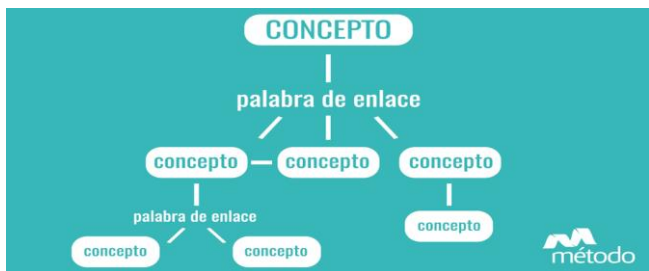 CONCEPTO
palabra de enlace
concepto concepto concepto
palabra de enlace
concepto
concepto concepto
método